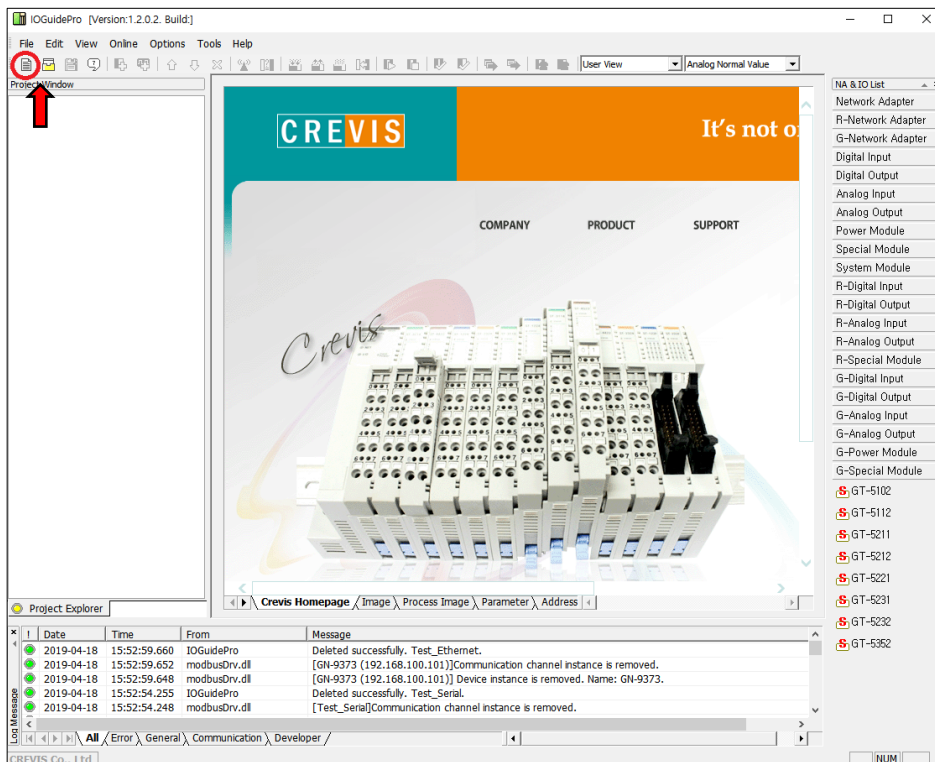 IOGuidePro [Version:1.2.0.2. Build:]
File Edit View Online Options Tools Help
User View
Analog Normal Value
Project Window
NA & IO List
CREVIS
COMPANY PRODUCT SUPPORT
Crevis
Network Adapter
R-Network Adapter
G-Network Adapter
Digital Input
Digital Output
Analog Input
Analog Output
Power Module
Special Module
System Module
R-Digital Input
R-Digital Output
R-Analog Input
R-Analog Output
R-Special Module
G-Digital Input
G-Digital Output
G-Analog Input
G-Analog Output
G-Power Module
G-Special Module
GT-5102
GT-5112
GT-5211
GT-5212
GT-5221
GT-5231
GT-5232
GT-5352
It's not
Crevis Homepage Image Process Image Parameter Address
Project Explorer
! Date Time From Message
2019-04-18 15:52:59.660 IOGuidePro Deleted successfully. Test_Ethernet.
2019-04-18 15:52:59.652 modbusDrv.dll [GN-9373 (192.168.100.101)]Communication channel instance is removed.
2019-04-18 15:52:59.648 modbusDrv.dll [GN-9373 (192.168.100.101)] Device instance is removed. Name: GN-9373.
2019-04-18 15:52:54.255 IOGuidePro Deleted successfully. Test_Serial.
2019-04-18 15:52:54.248 modbusDrv.dll [Test_Serial]Communication channel instance is removed.
Log Message
All Error General Communication Developer
CREVIS Co., Ltd
NUM